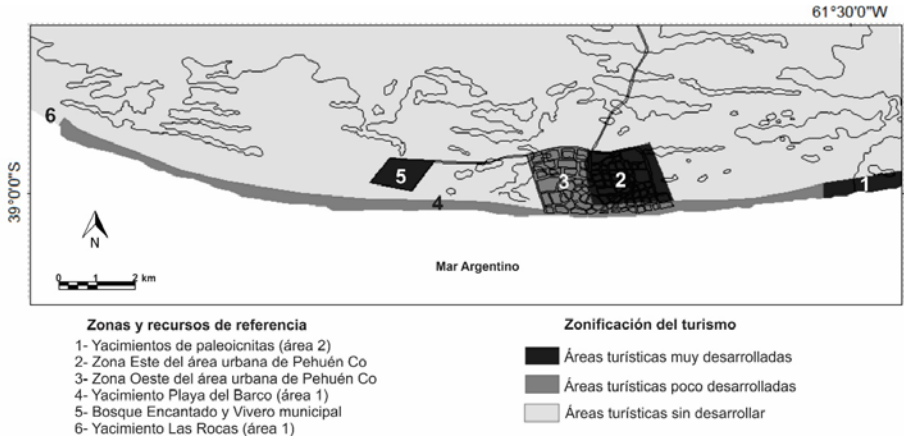 61°30'0"W
39°0'0"S
6
5
4
3
2
1
N
0 1 2 km
Mar Argentino
Zonas y recursos de referencia
1- Yacimientos de paleoicnitas (área 2)
2- Zona Este del área urbana de Pehuén Co
3- Zona Oeste del área urbana de Pehuén Co
4- Yacimiento Playa del Barco (área 1)
5- Bosque Encantado y Vivero municipal
6- Yacimiento Las Rocas (área 1)
Zonificación del turismo
Áreas turísticas muy desarrolladas
Áreas turísticas poco desarrolladas
Áreas turísticas sin desarrollar